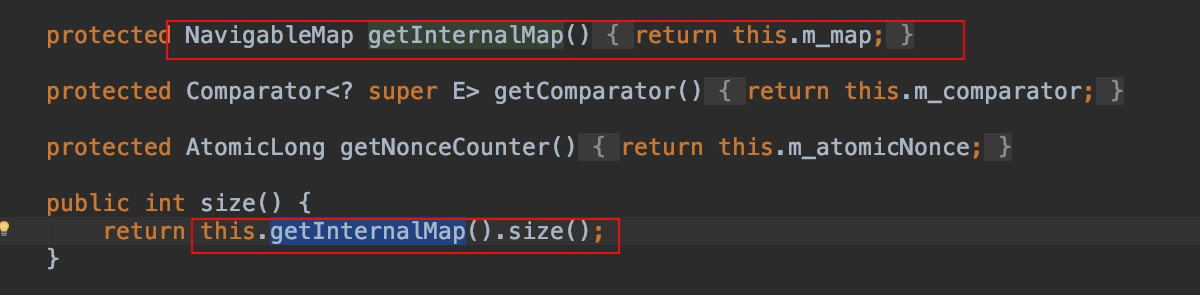 protected NavigableMap getInternalMap() { return this.m_map; }
protected Comparator<? super E> getComparator() { return this.m_comparator; }
protected AtomicLong getNonceCounter() { return this.m_atomicNonce; }
public int size() {
return this.getInternalMap().size();
}